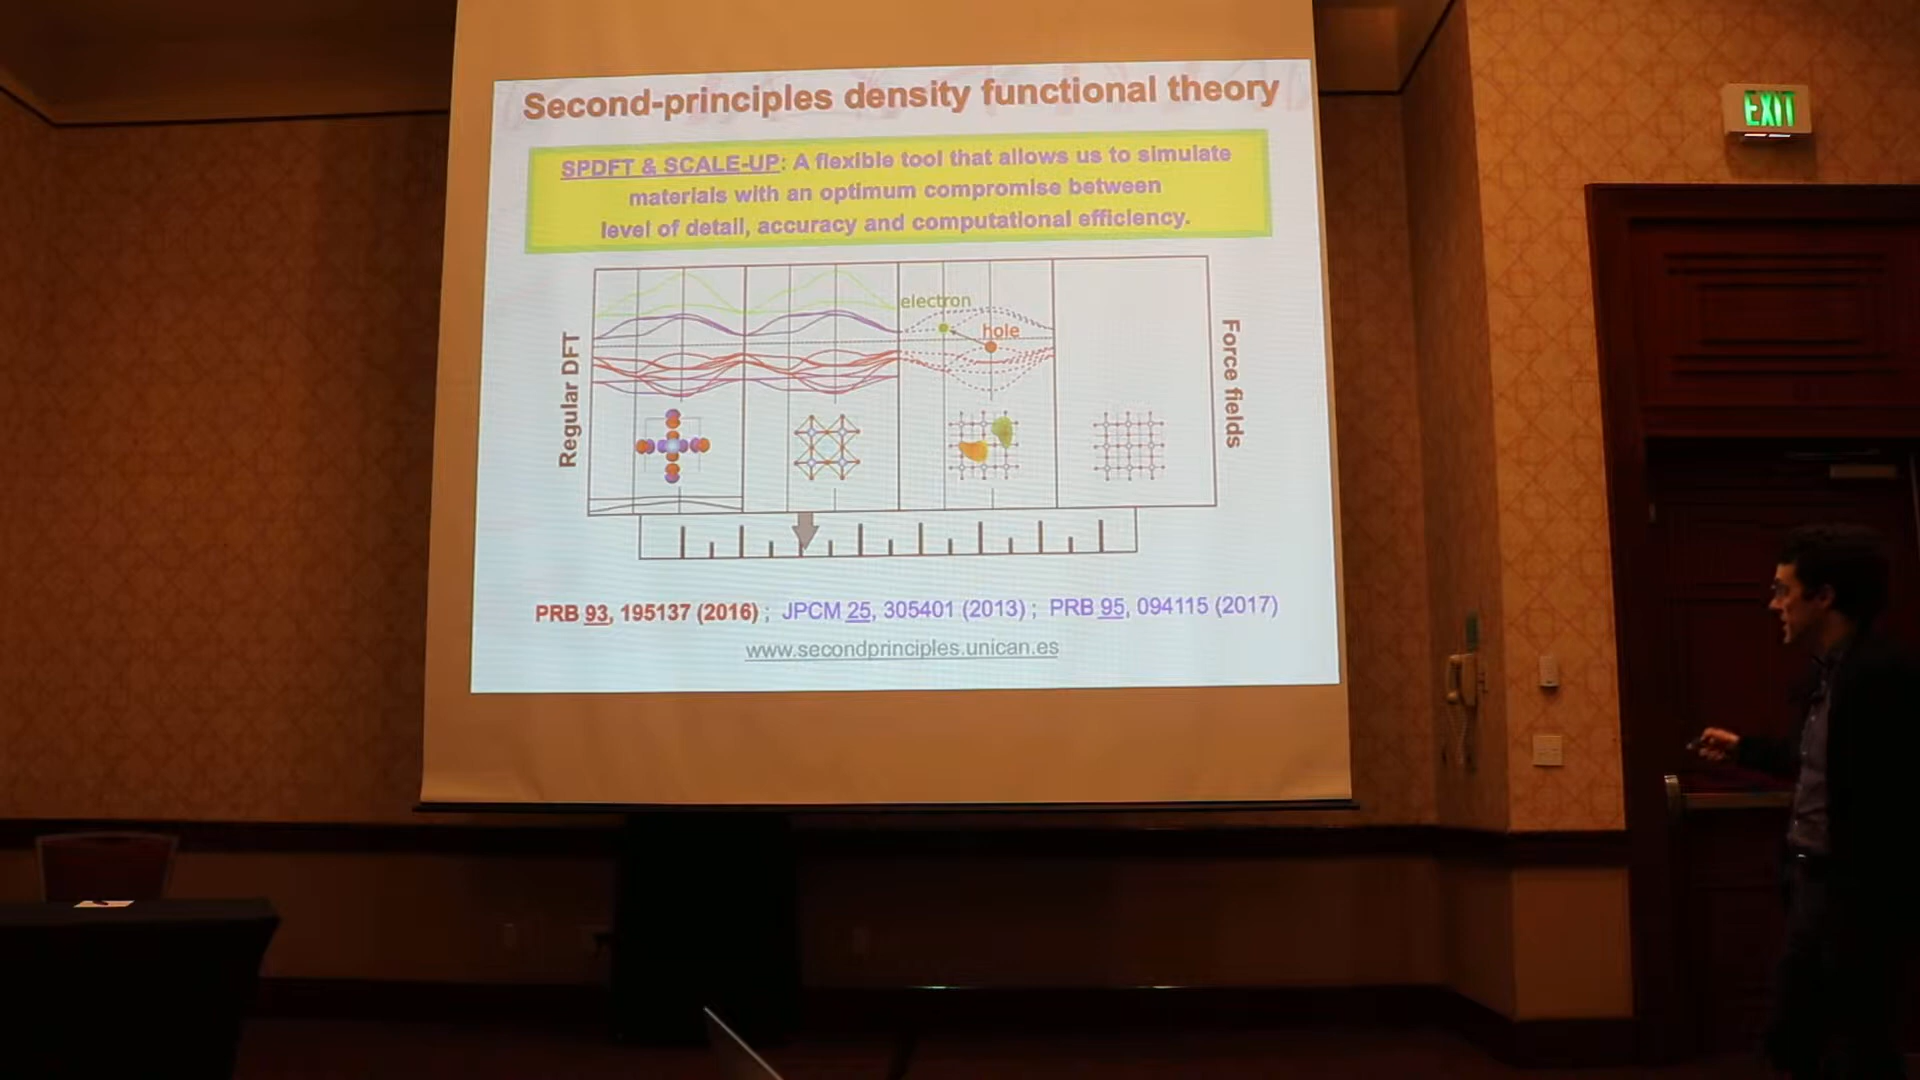 Second-principles density functional theory
SPDFT & SCALE-UP: A flexible tool that allows us to simulate
materials with an optimum compromise between
level of detail, accuracy and computational efficiency.
Regular DFT
electron
hole
Force fields
PRB 93, 195137 (2016) ; JPCM 25, 305401 (2013) ; PRB 95, 094115 (2017)
www.secondprinciples.unican.es
EXIT